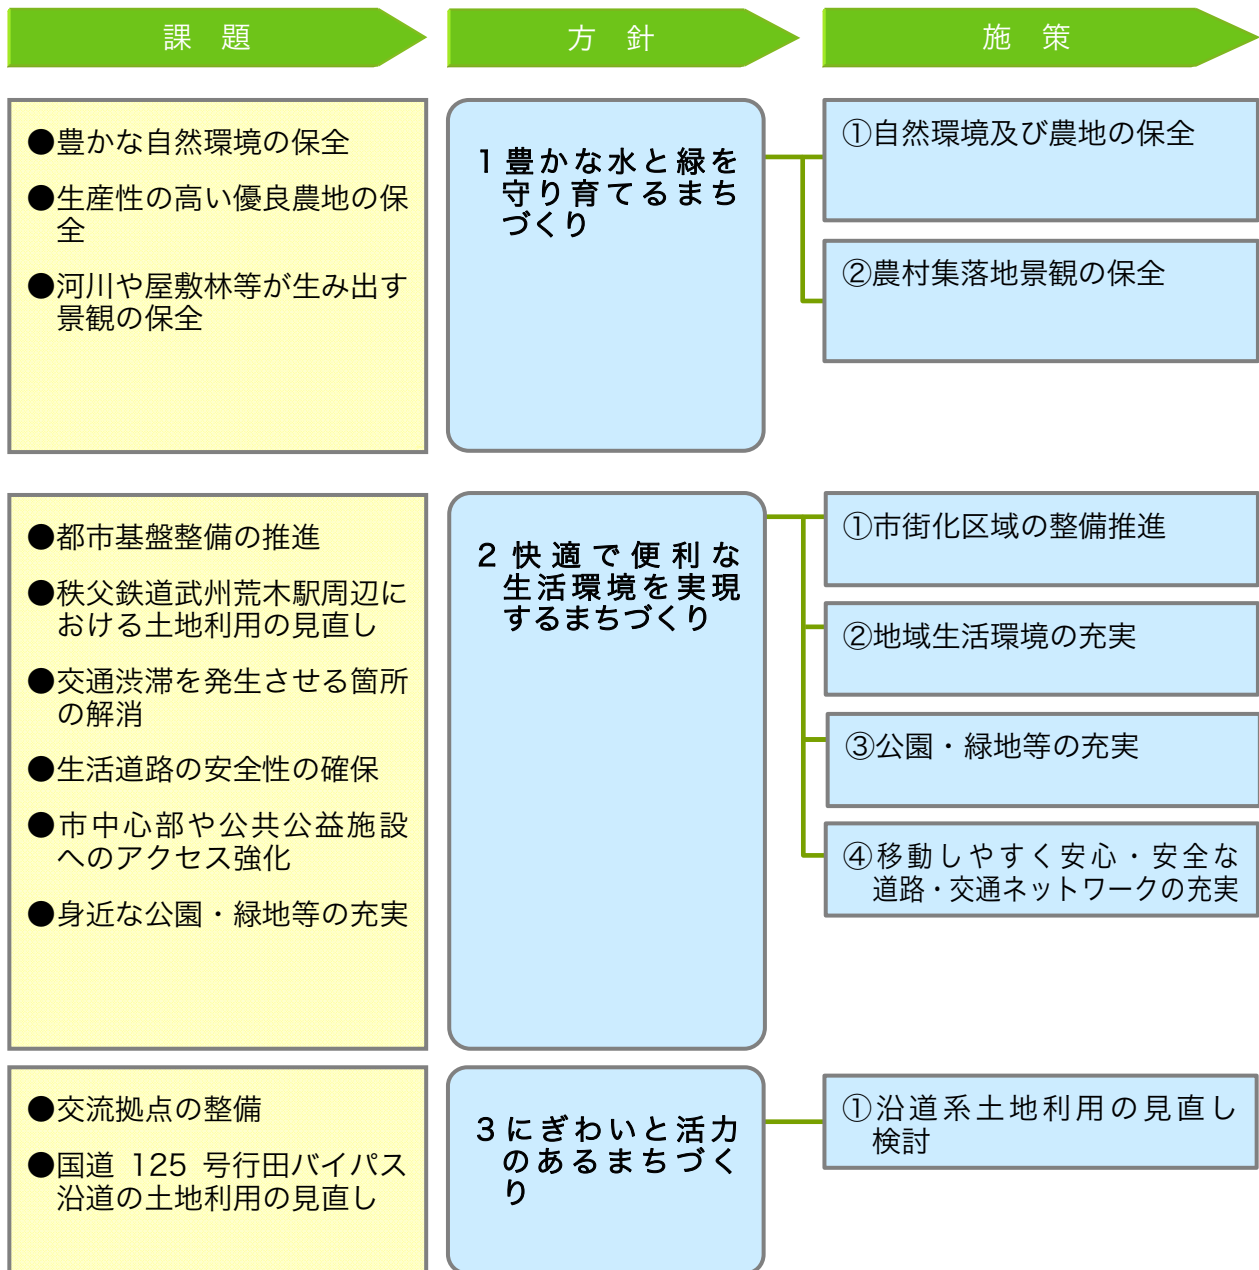 課　題
方　針
施　策
●豊かな自然環境の保全
●生産性の高い優良農地の保
全
●河川や屋敷林等が生み出す
景観の保全
1 豊かな水と緑を
守り育てるまち
づくり
①自然環境及び農地の保全
②農村集落地景観の保全
●都市基盤整備の推進
●秩父鉄道武州荒木駅周辺に
おける土地利用の見直し
●交通渋滞を発生させる箇所
の解消
●生活道路の安全性の確保
●市中心部や公共公益施設
へのアクセス強化
●身近な公園・緑地等の充実
2 快適で便利な
生活環境を実現
するまちづくり
①市街化区域の整備推進
②地域生活環境の充実
③公園・緑地等の充実
④移動しやすく安心・安全な
道路・交通ネットワークの充実
●交流拠点の整備
●国道 125 号行田バイパス
沿道の土地利用の見直し
3 にぎわいと活力
のあるまちづく
り
①沿道系土地利用の見直し
検討